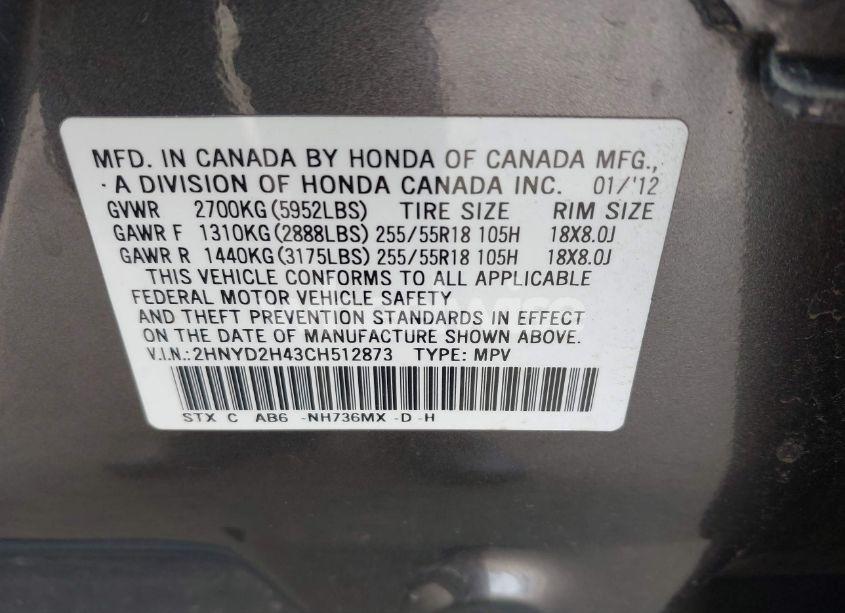 MFD. IN CANADA BY HONDA OF CANADA MFG.,
A DIVISION OF HONDA CANADA INC. 01/'12
GVWR 2700KG(5952LBS) TIRE SIZE RIM SIZE
GAWR F 1310KG(2888LBS) 255/55R18 105H 18X8.0J
GAWR R 1440KG(3175LBS) 255/55R18 105H 18X8.0J
THIS VEHICLE CONFORMS TO ALL APPLICABLE
FEDERAL MOTOR VEHICLE SAFETY
AND THEFT PREVENTION STANDARDS IN EFFECT
ON THE DATE OF MANUFACTURE SHOWN ABOVE.
V.I.N.:2HNYD2H43CH512873 TYPE: MPV
STX C AB6 -NH736MX -D -H